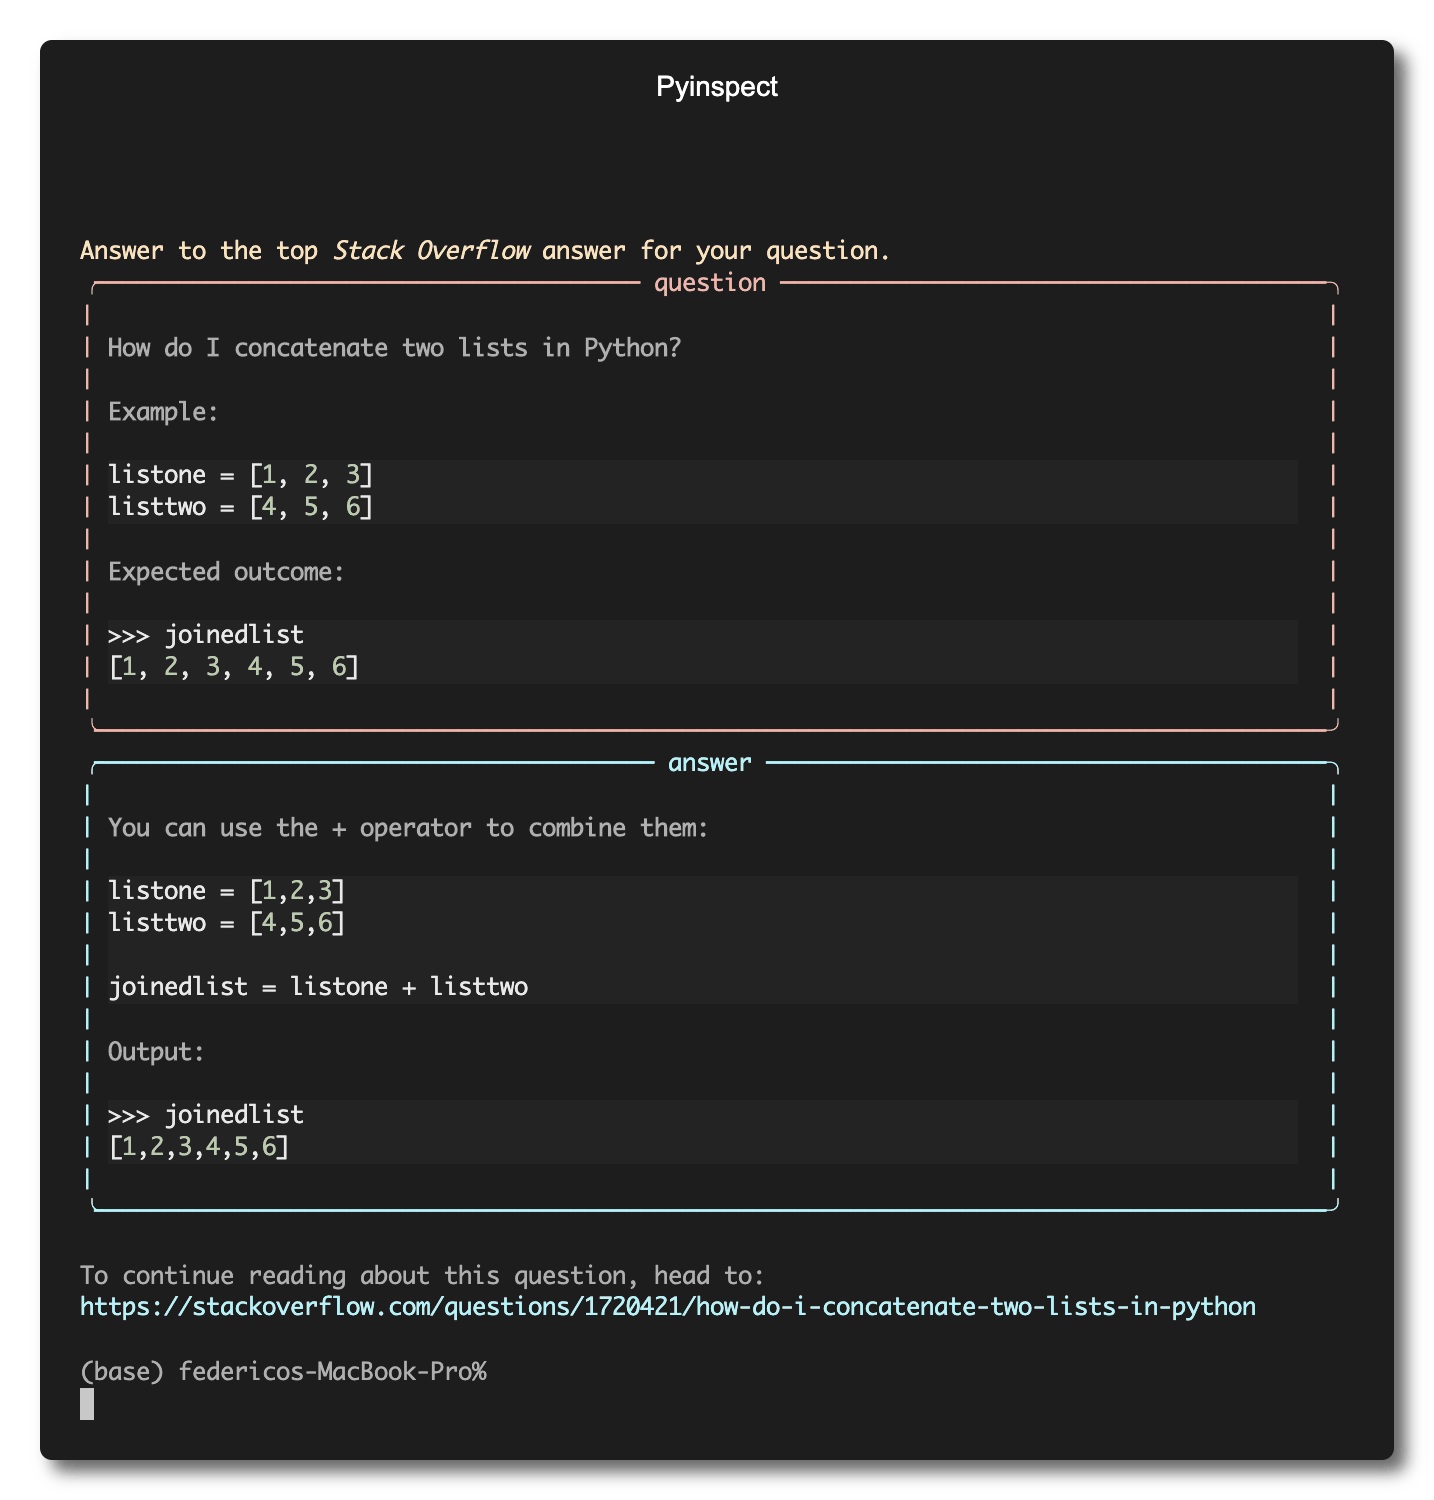 Pyinspect
Answer to the top Stack Overflow answer for your question.
question
How do I concatenate two lists in Python?
Example:
listone = [1, 2, 3]
listtwo = [4, 5, 6]
Expected outcome:
>>> joinedlist
[1, 2, 3, 4, 5, 6]
answer
You can use the + operator to combine them:
listone = [1,2,3]
listtwo = [4,5,6]
joinedlist = listone + listtwo
Output:
>>> joinedlist
[1,2,3,4,5,6]
To continue reading about this question, head to:
https://stackoverflow.com/questions/1720421/how-do-i-concatenate-two-lists-in-python
(base) federicos-MacBook-Pro%